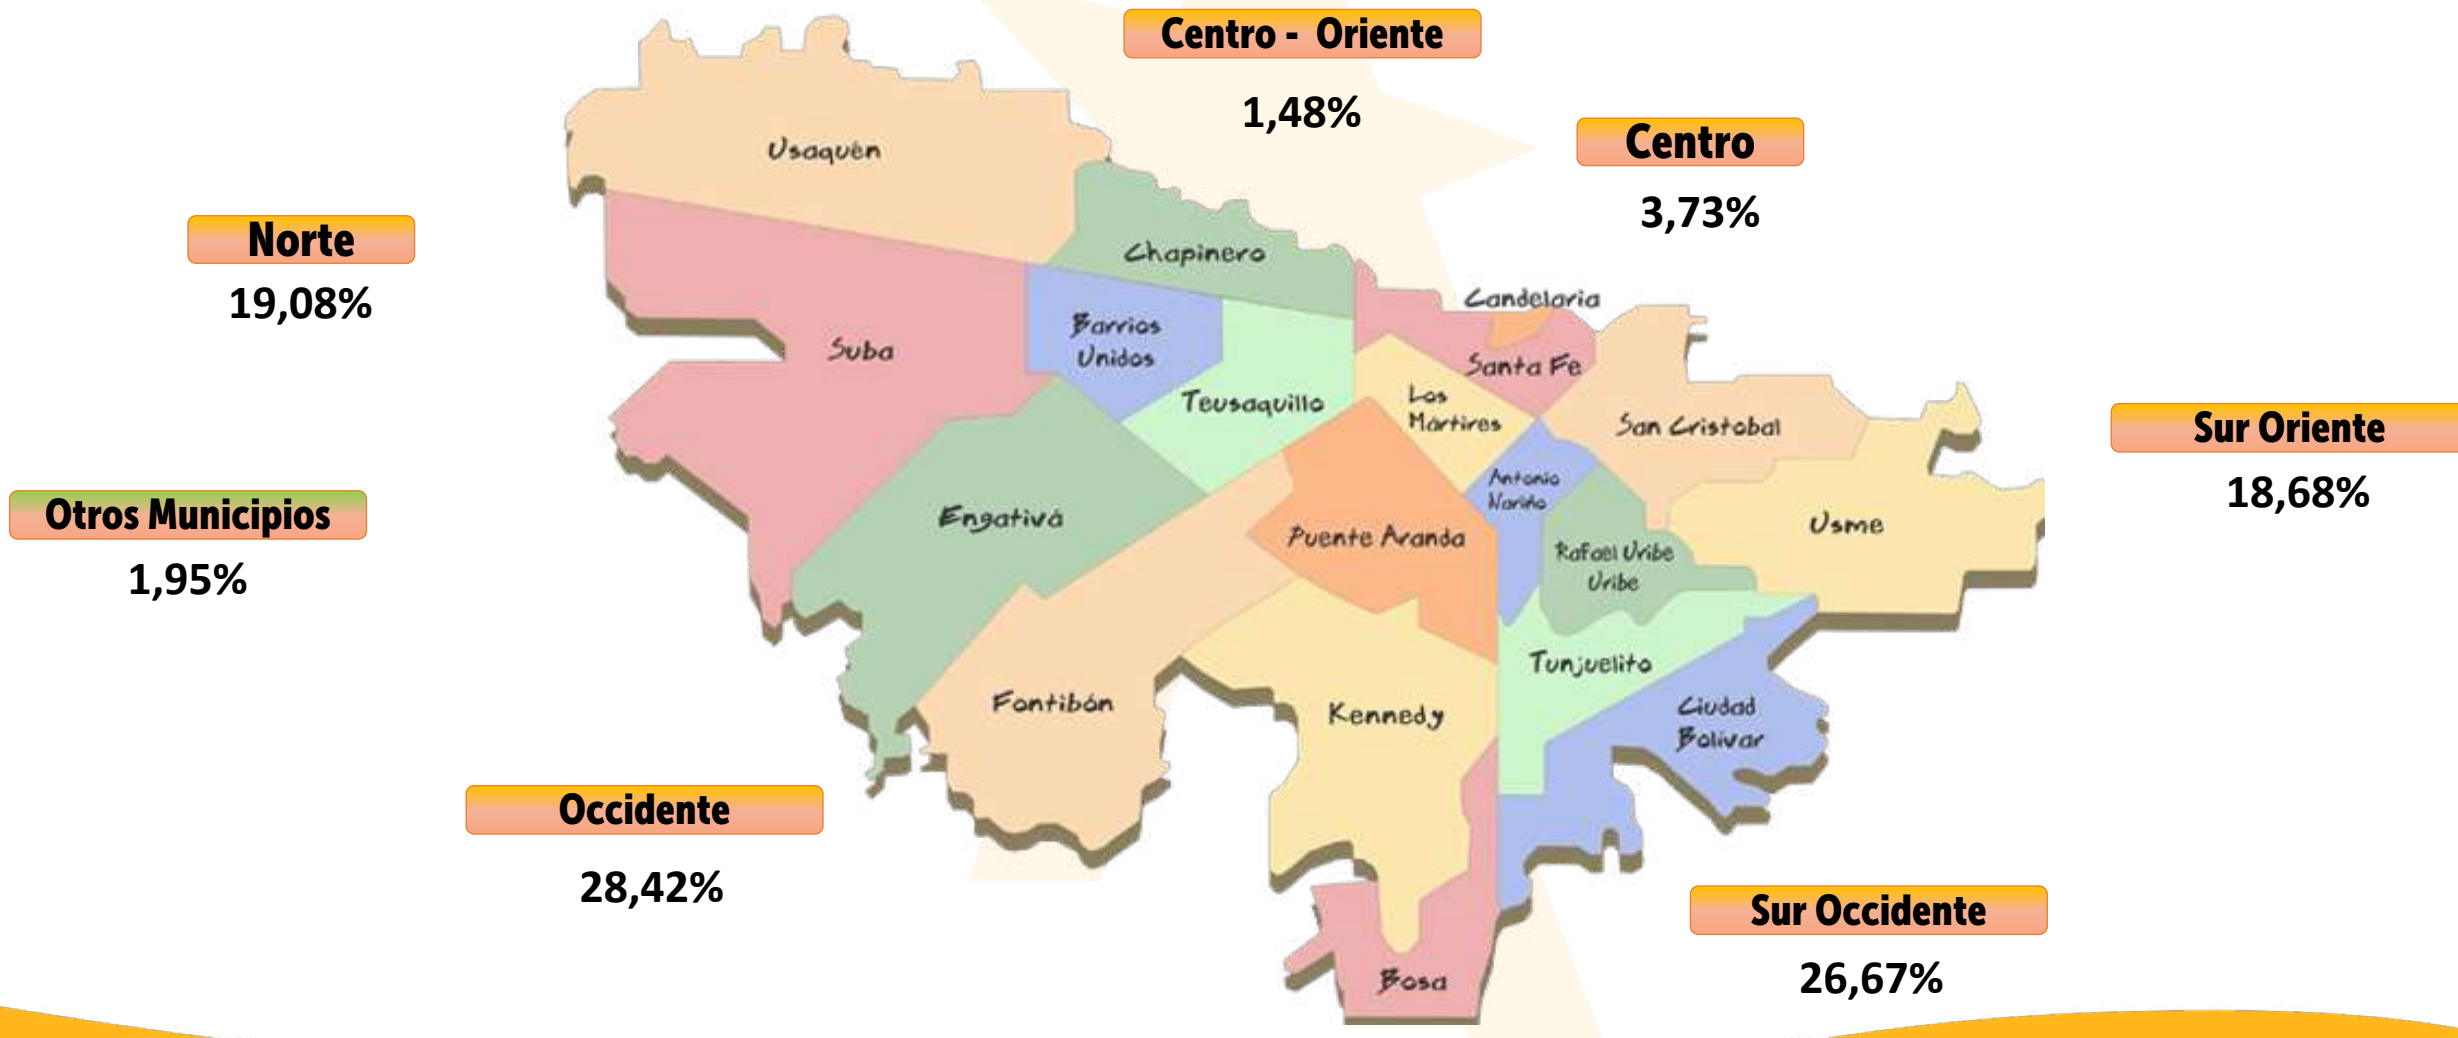 Centro - Oriente
1,48%
Centro
3,73%
Norte
19,08%
Otros Municipios
1,95%
Occidente
28,42%
Sur Oriente
18,68%
Sur Occidente
26,67%
Usaquén
Chapinero
Suba
Barrios
Unidos
Teusaquillo
Candelaria
Santa Fe
Los
Mártires
San Cristobal
Antonio
Nariño
Engativá
Puente Aranda
Rafael Uribe
Uribe
Usme
Fontibón
Kennedy
Tunjuelito
Ciudad
Bolívar
Bosa